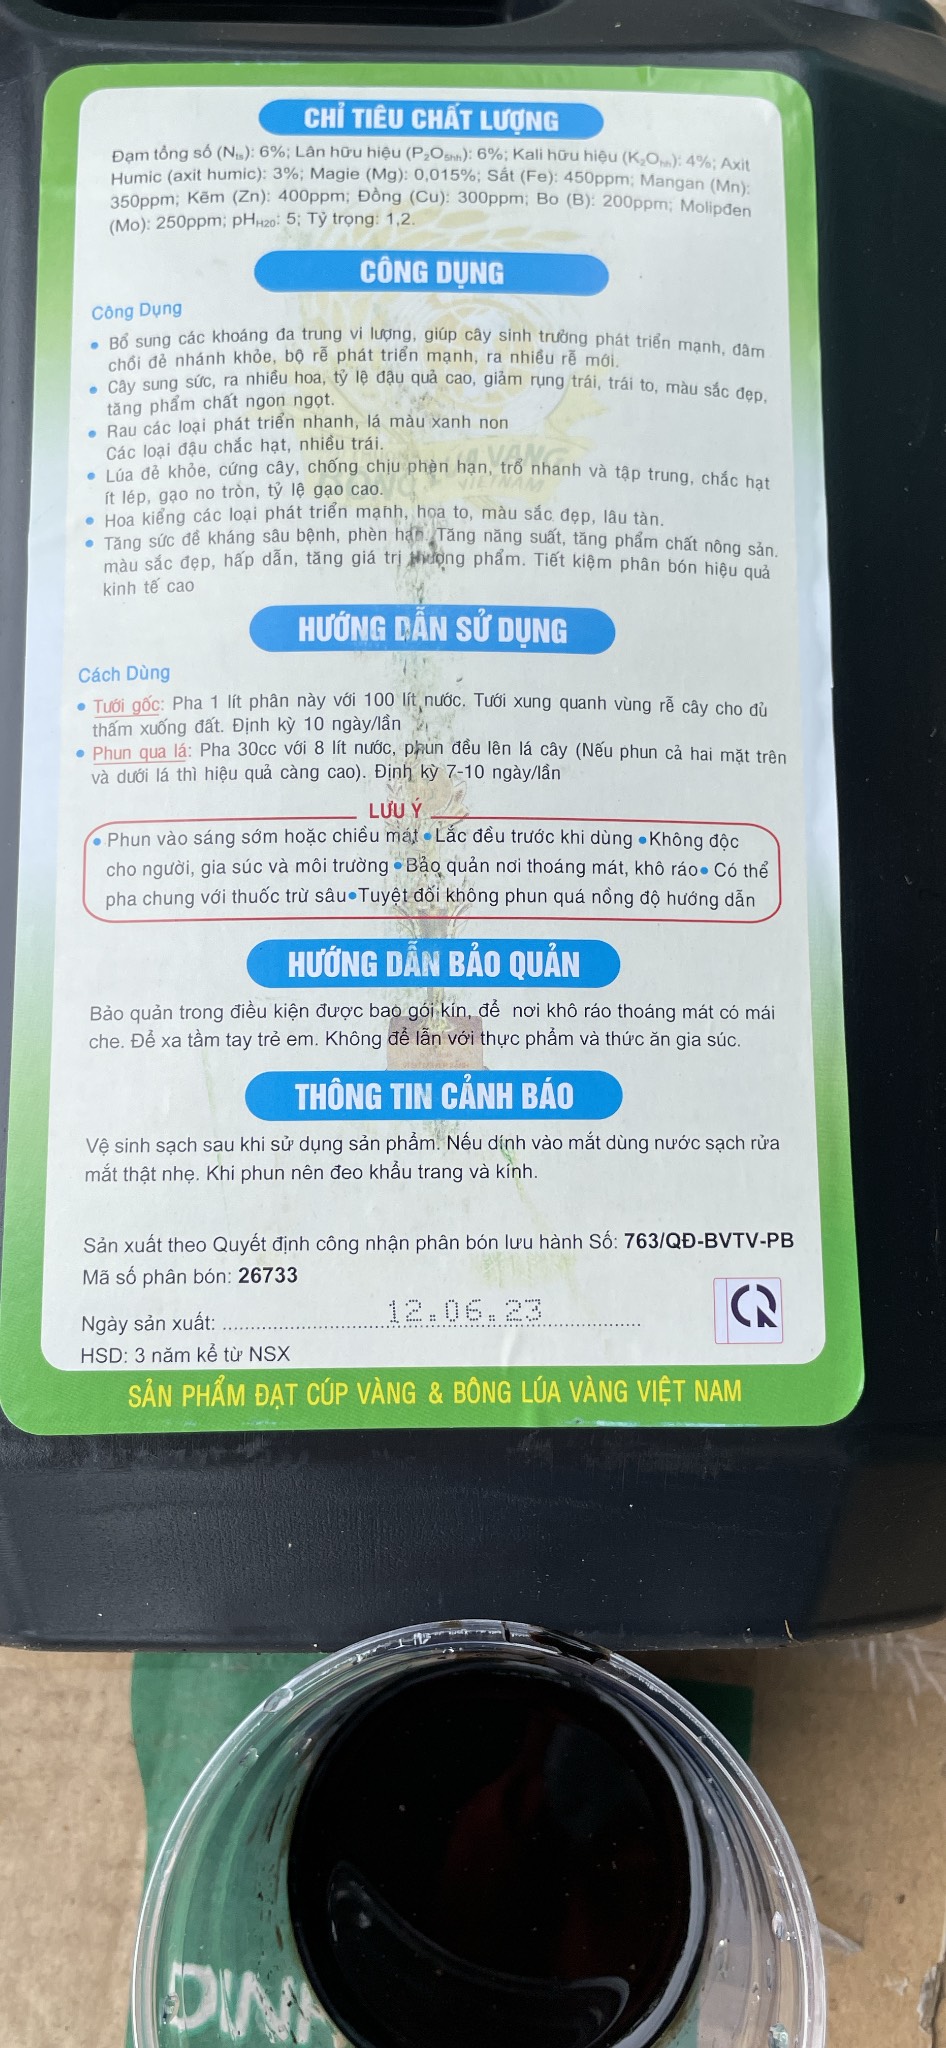 CHỈ TIÊU CHẤT LƯỢNG
Đạm tổng số (Nts): 6%; Lân hữu hiệu (P₂O5hh): 6%; Kali hữu hiệu (K₂Ohh): 4%; Axit
Humic (axit humic): 3%; Magie (Mg): 0,015%; Sắt (Fe): 450ppm; Mangan (Mn):
350ppm; Kẽm (Zn): 400ppm; Đồng (Cu): 300ppm; Bo (B): 200ppm; Molipđen
(Mo): 250ppm; pHH20: 5; Tỷ trọng: 1,2.
CÔNG DỤNG
Công Dụng
• Bổ sung các khoáng đa trung vi lượng, giúp cây sinh trưởng phát triển mạnh, đâm
chồi đẻ nhánh khỏe, bộ rễ phát triển mạnh, ra nhiều rễ mới.
• Cây sung sức, ra nhiều hoa, tỷ lệ đậu quả cao, giảm rụng trái, trái to, màu sắc đẹp,
tăng phẩm chất ngon ngọt.
• Rau các loại phát triển nhanh, lá màu xanh non
Các loại đậu chắc hạt, nhiều trái.
• Lúa đẻ khỏe, cứng cây, chống chịu phèn hạn, trổ nhanh và tập trung, chắc hạt
ít lép, gạo no tròn, tỷ lệ gạo cao.
• Hoa kiểng các loại phát triển mạnh, hoa to, màu sắc đẹp, lâu tàn.
• Tăng sức đề kháng sâu bệnh, phèn hạn. Tăng năng suất, tăng phẩm chất nông sản.
màu sắc đẹp, hấp dẫn, tăng giá trị thượng phẩm. Tiết kiệm phân bón hiệu quả
kinh tế cao
HƯỚNG DẪN SỬ DỤNG
Cách Dùng
• Tưới gốc: Pha 1 lít phân này với 100 lít nước. Tưới xung quanh vùng rễ cây cho đủ
thấm xuống đất. Định kỳ 10 ngày/lần
• Phun qua lá: Pha 30cc với 8 lít nước, phun đều lên lá cây (Nếu phun cả hai mặt trên
và dưới lá thì hiệu quả càng cao). Định kỳ 7-10 ngày/lần
LƯU Ý
• Phun vào sáng sớm hoặc chiều mát • Lắc đều trước khi dùng • Không độc
cho người, gia súc và môi trường • Bảo quản nơi thoáng mát, khô ráo • Có thể
pha chung với thuốc trừ sâu • Tuyệt đối không phun quá nồng độ hướng dẫn
HƯỚNG DẪN BẢO QUẢN
Bảo quản trong điều kiện được bao gói kín, để nơi khô ráo thoáng mát có mái
che. Để xa tầm tay trẻ em. Không để lẫn với thực phẩm và thức ăn gia súc.
THÔNG TIN CẢNH BÁO
Vệ sinh sạch sau khi sử dụng sản phẩm. Nếu dính vào mắt dùng nước sạch rửa
mắt thật nhẹ. Khi phun nên đeo khẩu trang và kính.
Sản xuất theo Quyết định công nhận phân bón lưu hành Số: 763/QĐ-BVTV-PB
Mã số phân bón: 26733
Ngày sản xuất: 12.06.23
HSD: 3 năm kể từ NSX
SẢN PHẨM ĐẠT CÚP VÀNG & BÔNG LÚA VÀNG VIỆT NAM